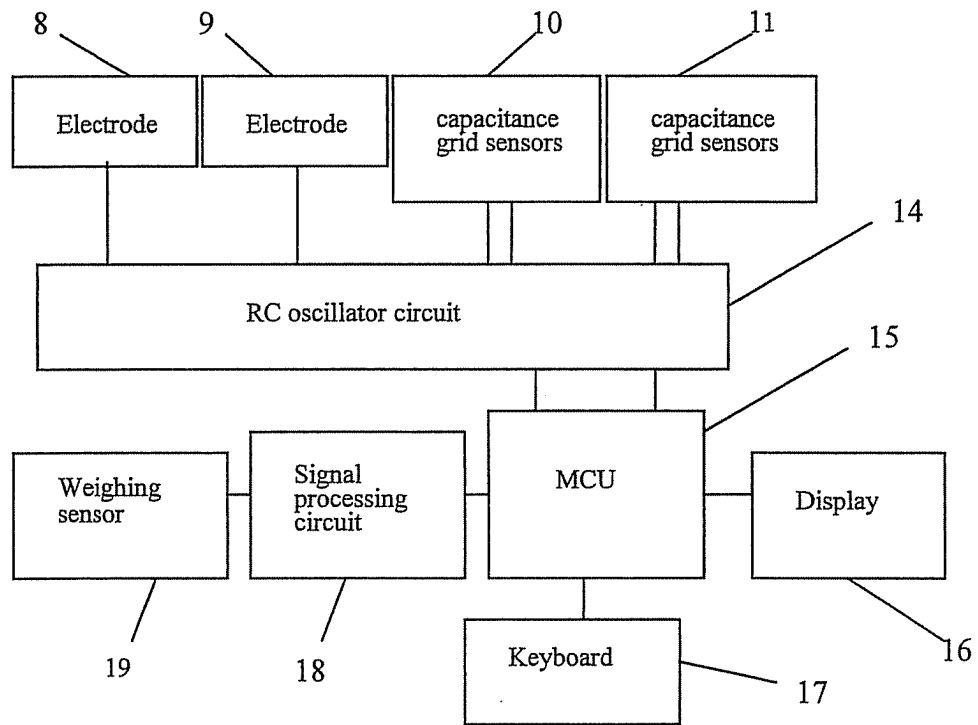 8
9
10
11
Electrode
Electrode
capacitance
grid sensors
capacitance
grid sensors
14
RC oscillator circuit
15
Weighing
sensor
Signal
processing
circuit
MCU
Display
19
18
Keyboard
17
16